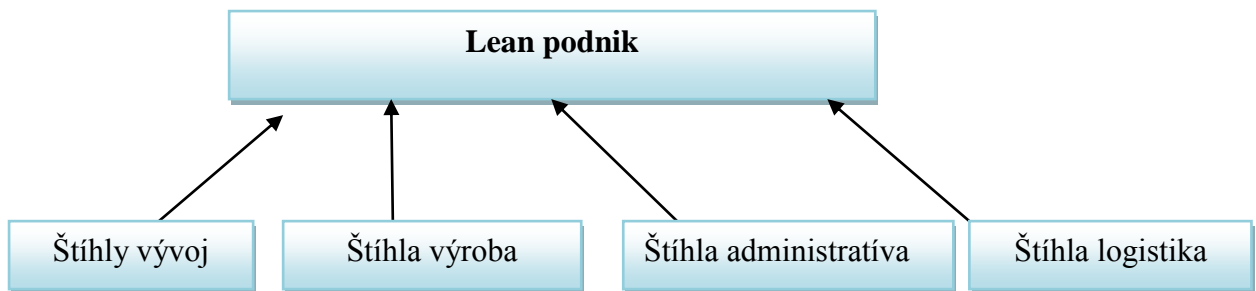 Lean podnik
Štíhly vývoj
Štíhla výroba
Štíhla administratíva
Štíhla logistika